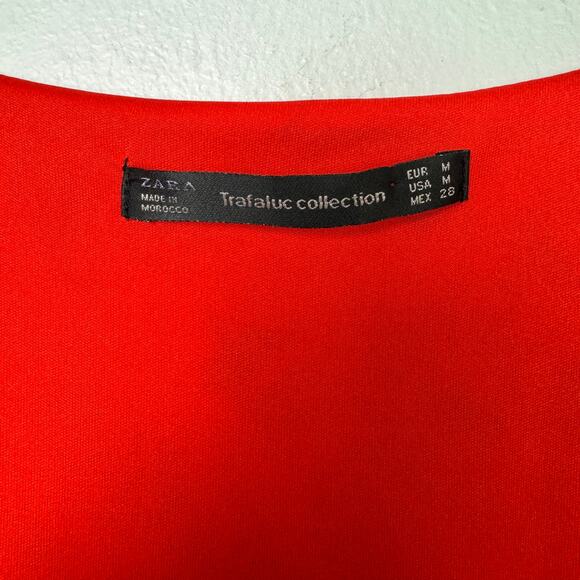 ZARA
MADE IN
MOROCCO
Trafaluc collection
EUR M
USA M
MEX 28